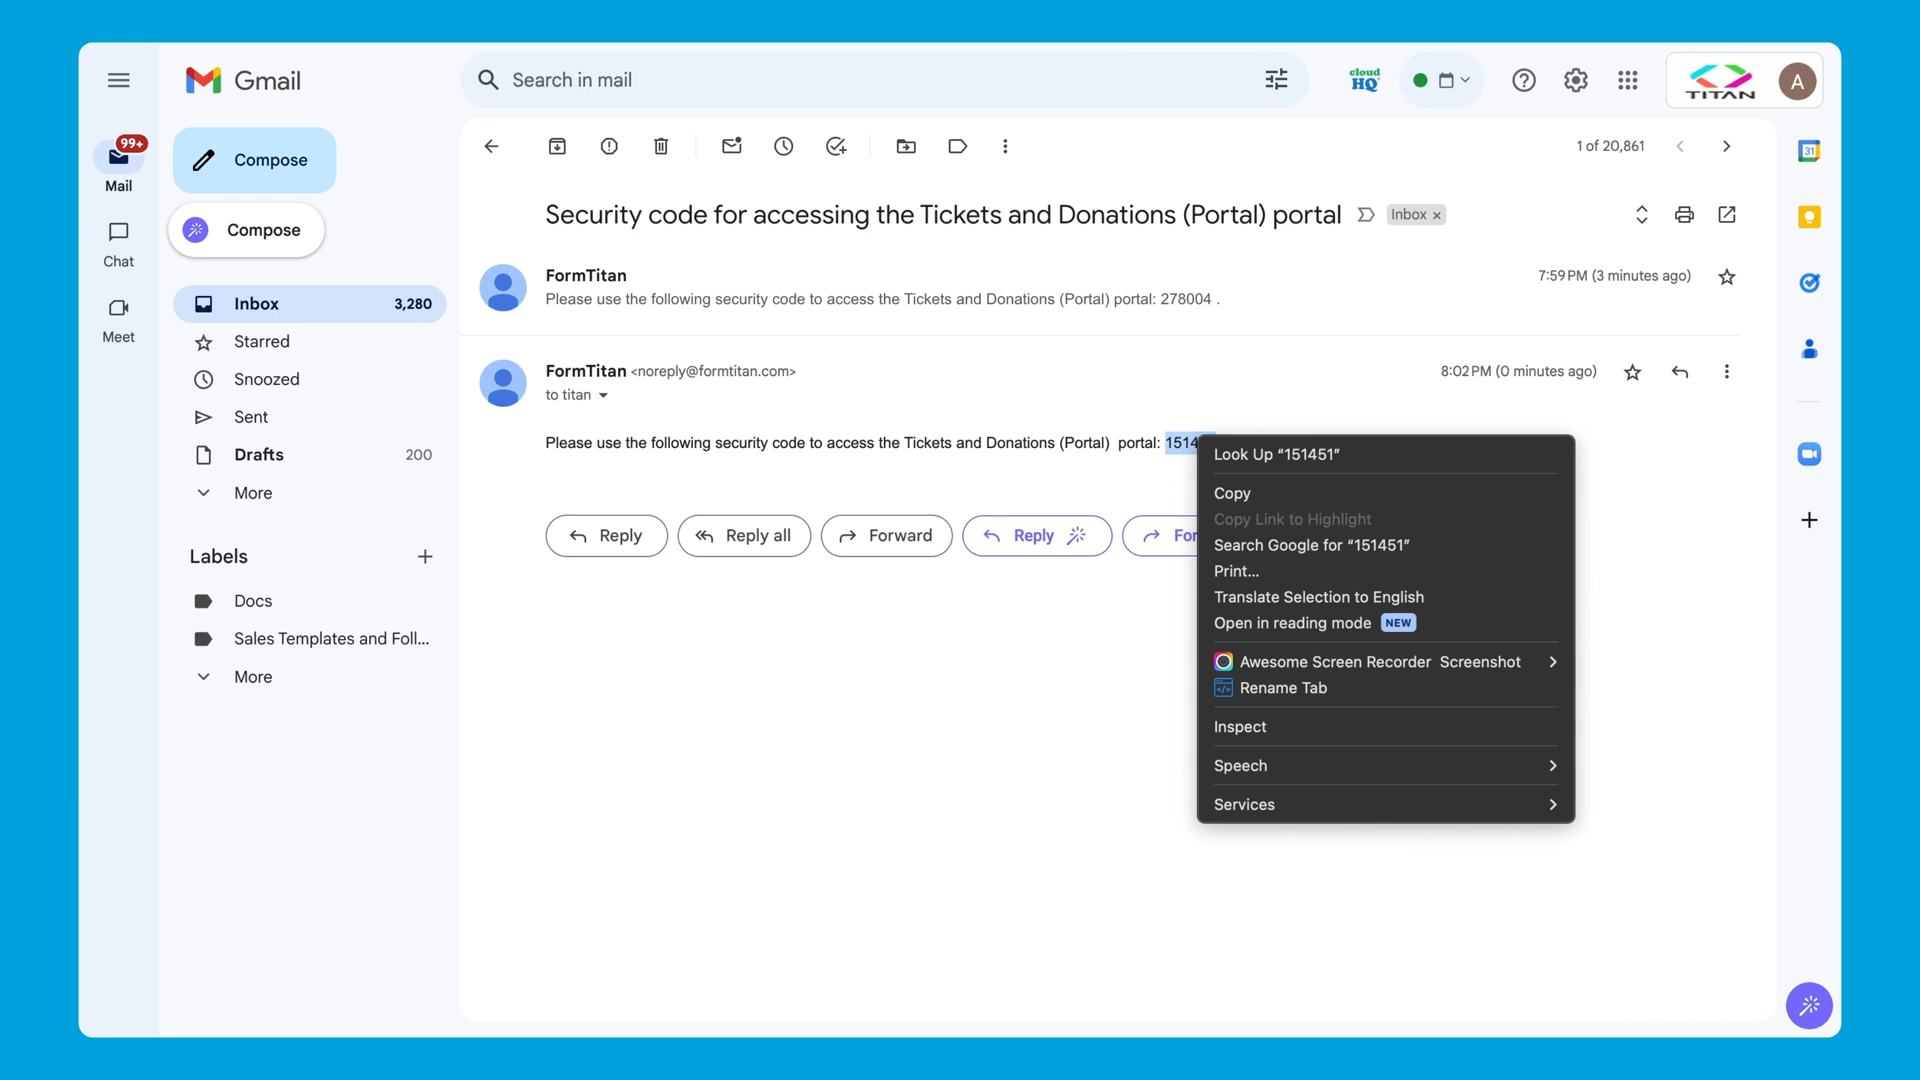 Gmail
Search in mail
cloud
HQ
TITAN
A
99+
Mail
Chat
Meet
Compose
Compose
Inbox 3,280
Starred
Snoozed
Sent
Drafts 200
More
Labels
Docs
Sales Templates and Foll...
More
1 of 20,861
31
Security code for accessing the Tickets and Donations (Portal) portal
Inbox ×
FormTitan
7:59 PM (3 minutes ago)
Please use the following security code to access the Tickets and Donations (Portal) portal: 278004 .
FormTitan <noreply@formtitan.com>
8:02 PM (0 minutes ago)
to titan
Please use the following security code to access the Tickets and Donations (Portal) portal: 1514
Reply
Reply all
Forward
Reply
For
Look Up “151451”
Copy
Copy Link to Highlight
Search Google for “151451”
Print...
Translate Selection to English
Open in reading mode NEW
Awesome Screen Recorder Screenshot
Rename Tab
Inspect
Speech
Services